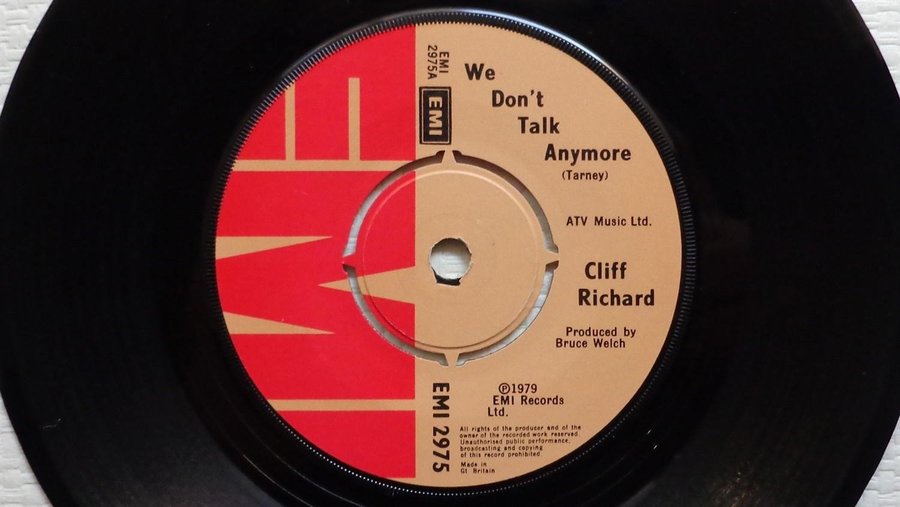 EMI
EMI
2975A
EMI
We
Don't
Talk
Anymore
(Tarney)
ATV Music Ltd.
Cliff
Richard
Produced by
Bruce Welch
EMI 2975
℗1979
EMI Records
Ltd.
All rights of the producer and of the
owner of the recorded work reserved.
Unauthorised public performance,
broadcasting and copying
of this record prohibited.
Made in
Gt Britain